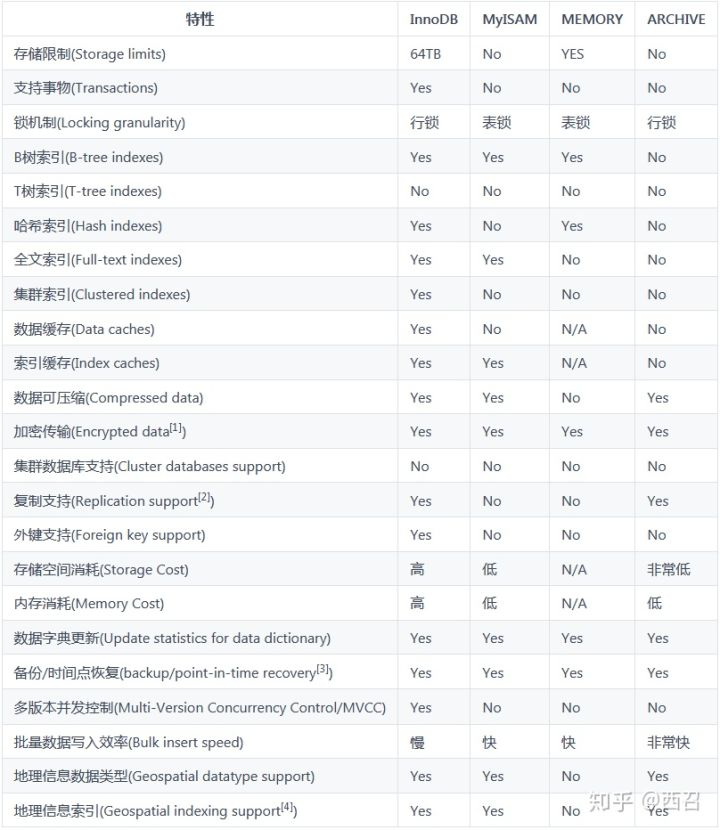 特性 InnoDB MyISAM MEMORY ARCHIVE
存储限制(Storage limits) 64TB No YES No
支持事物(Transactions) Yes No No No
锁机制(Locking granularity) 行锁 表锁 表锁 行锁
B树索引(B-tree indexes) Yes Yes Yes No
T树索引(T-tree indexes) No No No No
哈希索引(Hash indexes) Yes No Yes No
全文索引(Full-text indexes) Yes Yes No No
集群索引(Clustered indexes) Yes No No No
数据缓存(Data caches) Yes No N/A No
索引缓存(Index caches) Yes Yes N/A No
数据可压缩(Compressed data) Yes Yes No Yes
加密传输(Encrypted data[1]) Yes Yes Yes Yes
集群数据库支持(Cluster databases support) No No No No
复制支持(Replication support[2]) Yes No No Yes
外键支持(Foreign key support) Yes No No No
存储空间消耗(Storage Cost) 高 低 N/A 非常低
内存消耗(Memory Cost) 高 低 N/A 低
数据字典更新(Update statistics for data dictionary) Yes Yes Yes Yes
备份/时间点恢复(backup/point-in-time recovery[3]) Yes Yes Yes Yes
多版本并发控制(Multi-Version Concurrency Control/MVCC) Yes No No No
批量数据写入效率(Bulk insert speed) 慢 快 快 非常快
地理信息数据类型(Geospatial datatype support) Yes Yes No Yes
地理信息索引(Geospatial indexing support[4]) Yes Yes No Yes
知乎 @西召